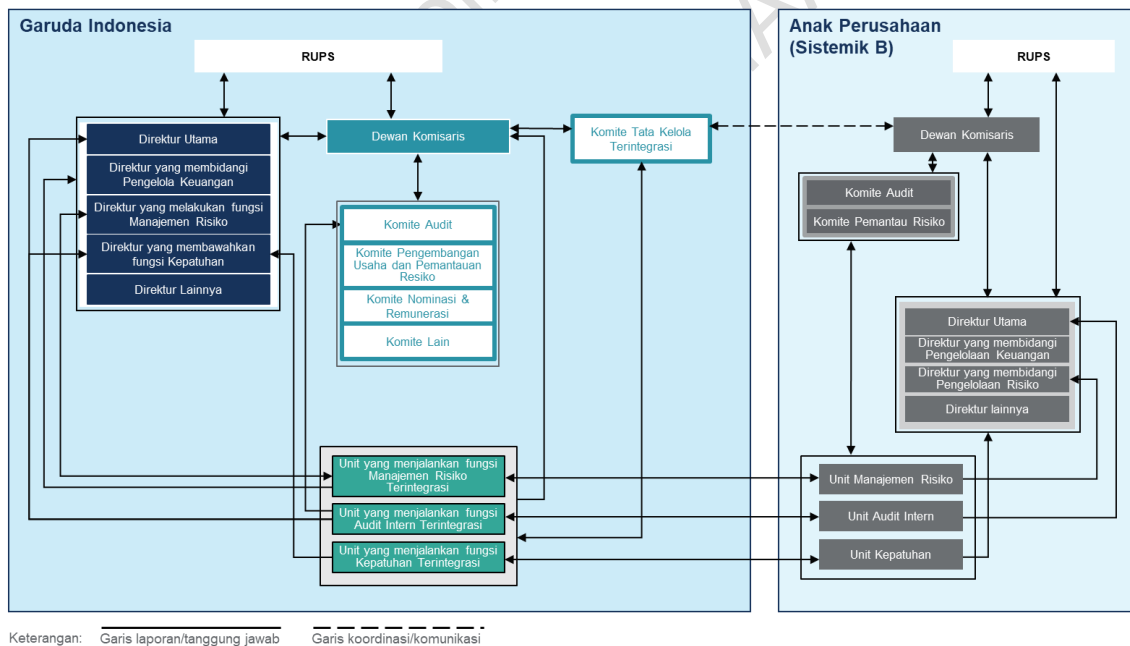 Garuda Indonesia
RUPS
Direktur Utama
Direktur yang membidangi
Pengelola Keuangan
Direktur yang melakukan fungsi
Manajemen Risiko
Direktur yang membawahkan
fungsi Kepatuhan
Direktur Lainnya
Dewan Komisaris
Komite Tata Kelola
Terintegrasi
Komite Audit
Komite Pengembangan
Usaha dan Pemantauan
Resiko
Komite Nominasi &
Remunerasi
Komite Lain
Unit yang menjalankan fungsi
Manajemen Risiko
Terintegrasi
Unit yang menjalankan fungsi
Audit Intern Terintegrasi
Unit yang menjalankan fungsi
Kepatuhan Terintegrasi
Anak Perusahaan
(Sistemik B)
RUPS
Dewan Komisaris
Komite Audit
Komite Pemantau Risiko
Direktur Utama
Direktur yang membidangi
Pengelolaan Keuangan
Direktur yang membidangi
Pengelolaan Risiko
Direktur lainnya
Unit Manajemen Risiko
Unit Audit Intern
Unit Kepatuhan
Keterangan: Garis laporan/tanggung jawab Garis koordinasi/komunikasi